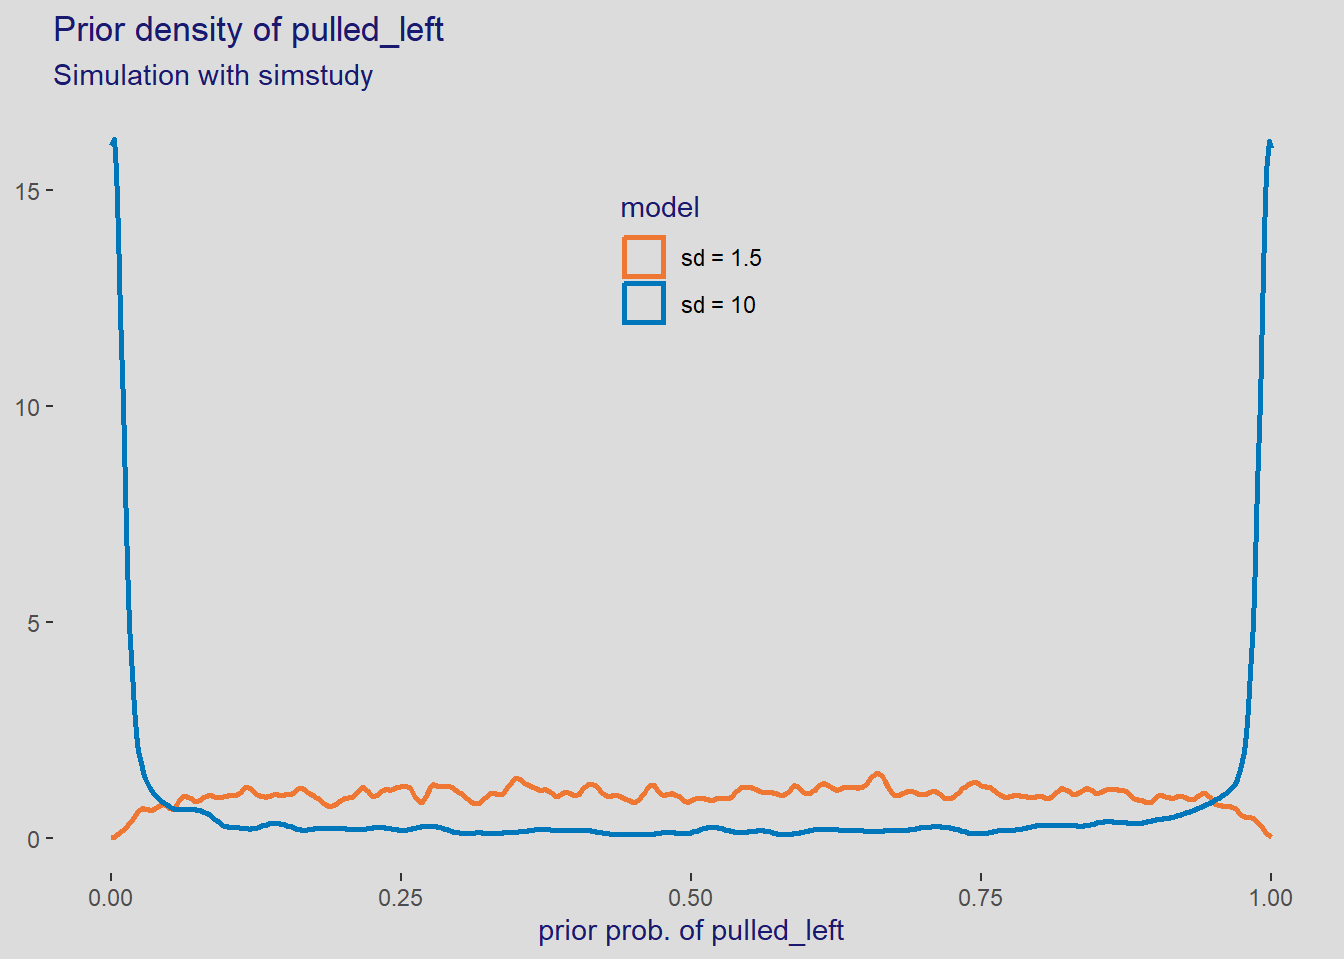 Prior density of pulled_left
Simulation with simstudy
15
10
5
0
model
sd = 1.5
sd = 10
0.00
0.25
0.50
0.75
1.00
prior prob. of pulled_left